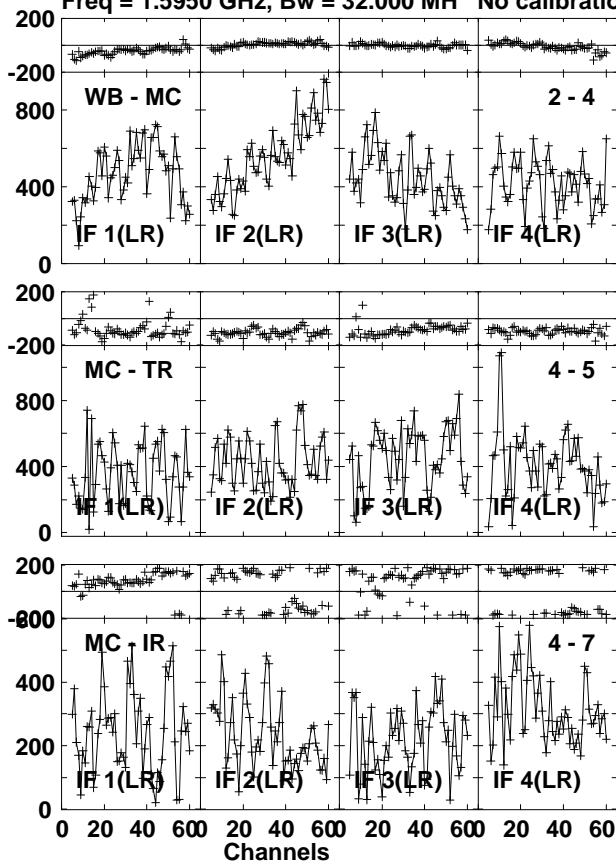 Freq = 1.5950 GHz, Bw = 32.000 MH No calibratio
200
-200
WB - MC
2 - 4
800
400
0
IF 1(LR)
IF 2(LR)
IF 3(LR)
IF 4(LR)
200
-200
MC - TR
4 - 5
800
400
0
IF 1(LR)
IF 2(LR)
IF 3(LR)
IF 4(LR)
200
MC - IR
4 - 7
400
200
0
IF 1(LR)
IF 2(LR)
IF 3(LR)
IF 4(LR)
0 20 40 60 0 20 40 60 0 20 40 60 0 20 40 60
Channels